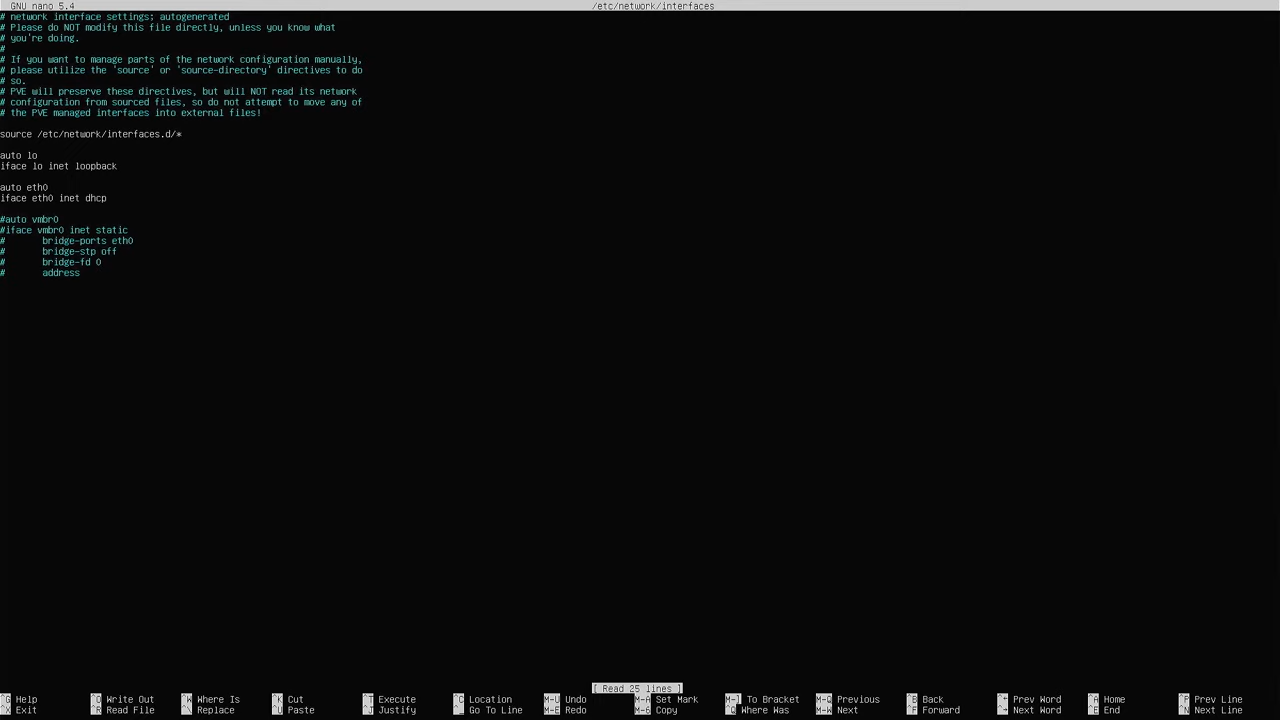 GNU nano 5.4 /etc/network/interfaces
# network interface settings; autogenerated
# Please do NOT modify this file directly, unless you know what
# you're doing.
#
# If you want to manage parts of the network configuration manually,
# please utilize the 'source' or 'source-directory' directives to do
# so.
# PVE will preserve these directives, but will NOT read its network
# configuration from sourced files, so do not attempt to move any of
# the PVE managed interfaces into external files!
source /etc/network/interfaces.d/*
auto lo
iface lo inet loopback
auto eth0
iface eth0 inet dhcp
#auto vmbr0
#iface vmbr0 inet static
# bridge-ports eth0
# bridge-stp off
# bridge-fd 0
# address
[ Read 25 lines ]
^G Help ^O Write Out ^W Where Is ^K Cut ^T Execute ^C Location M-U Undo M-A Set Mark M-] To Bracket M-Q Previous ^B Back ^← Prev Word ^A Home ^P Prev Line
^X Exit ^R Read File ^\ Replace ^U Paste ^J Justify ^_ Go To Line M-E Redo M-6 Copy ^Q Where Was M-W Next ^F Forward ^→ Next Word ^E End ^N Next Line